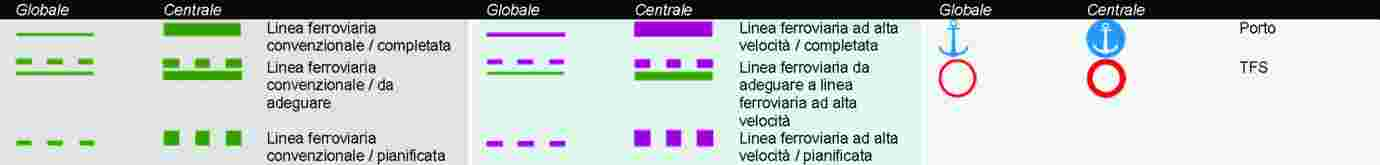 Globale Centrale Globale Centrale Globale Centrale
Linea ferroviaria
convenzionale / completata
Linea ferroviaria
convenzionale / da
adeguare
Linea ferroviaria
convenzionale / pianificata
Linea ferroviaria ad alta
velocità / completata
Linea ferroviaria da
adeguare a linea
ferroviaria ad alta
velocità
Linea ferroviaria ad alta
velocità / pianificata
Porto
TFS